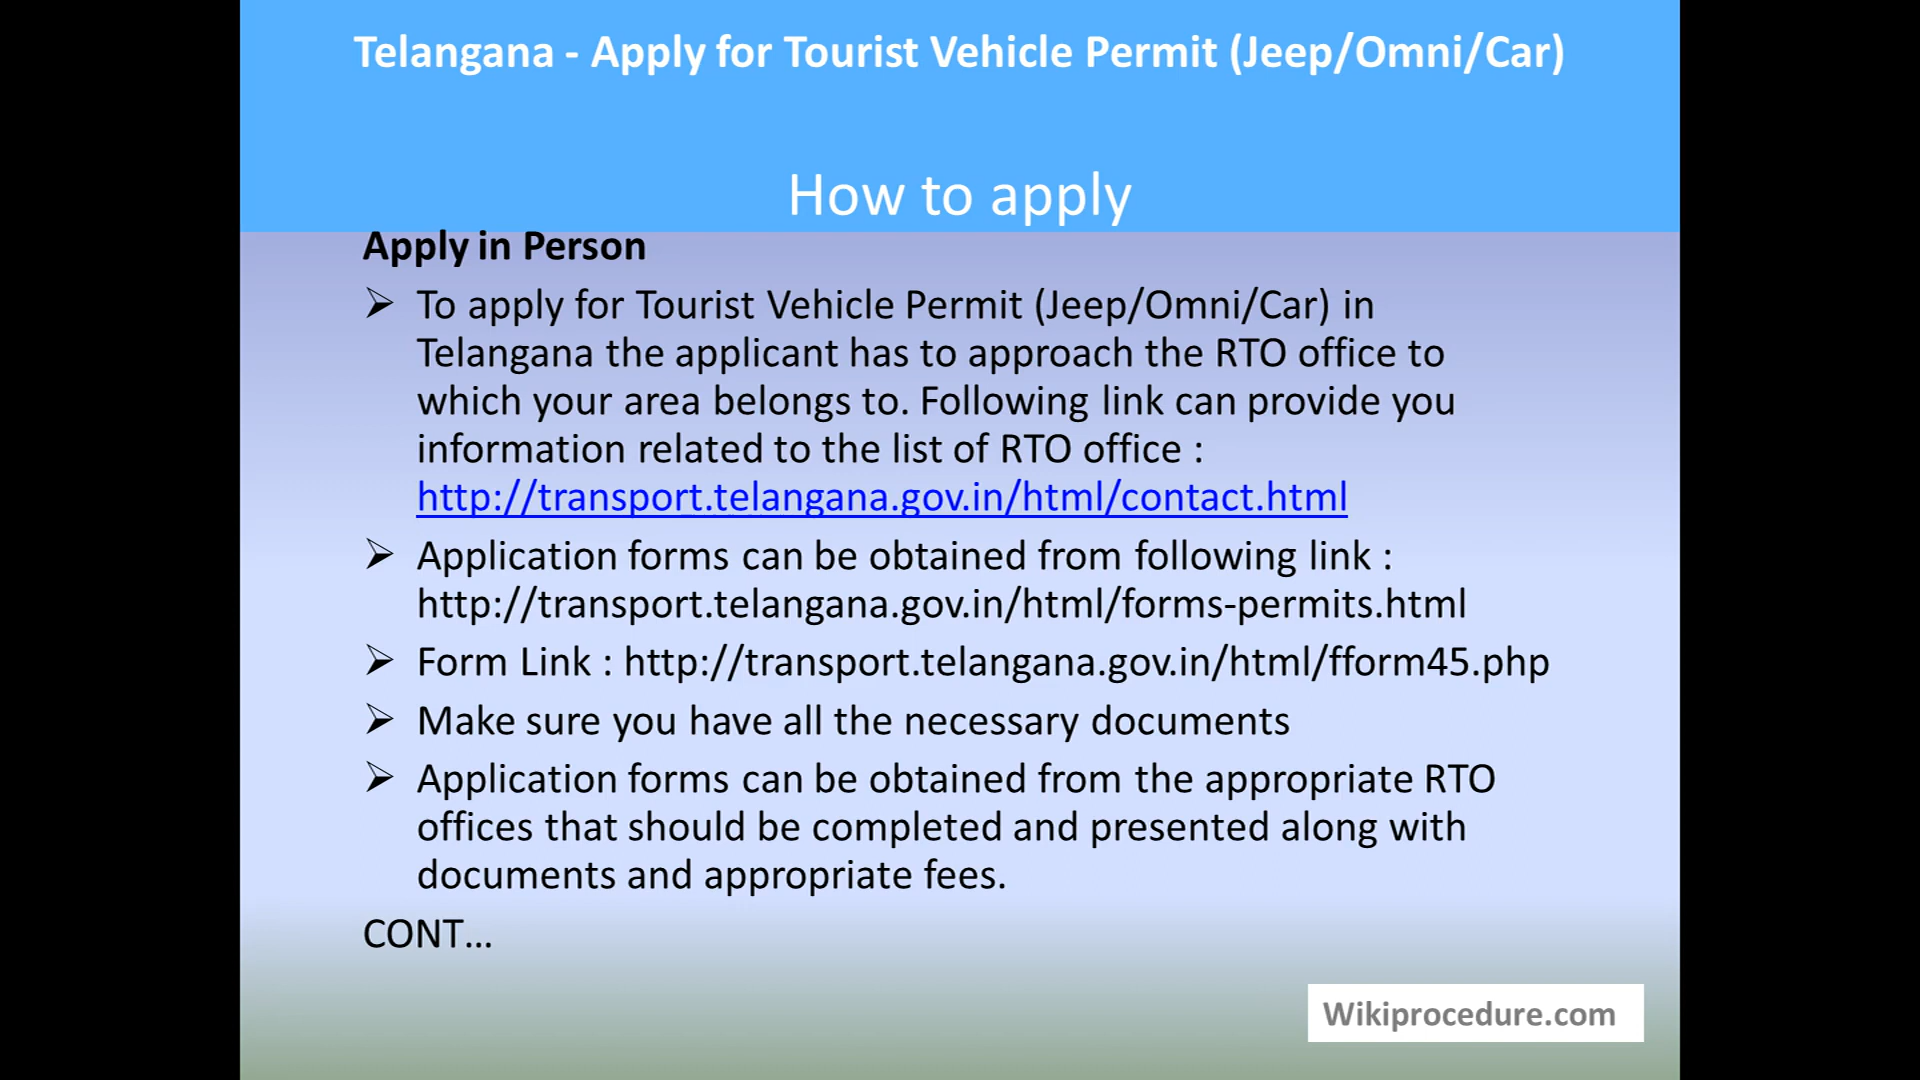 Telangana - Apply for Tourist Vehicle Permit (Jeep/Omni/Car)
How to apply
Apply in Person
To apply for Tourist Vehicle Permit (Jeep/Omni/Car) in
Telangana the applicant has to approach the RTO office to
which your area belongs to. Following link can provide you
information related to the list of RTO office :
http://transport.telangana.gov.in/html/contact.html
Application forms can be obtained from following link :
http://transport.telangana.gov.in/html/forms-permits.html
Form Link : http://transport.telangana.gov.in/html/fform45.php
Make sure you have all the necessary documents
Application forms can be obtained from the appropriate RTO
offices that should be completed and presented along with
documents and appropriate fees.
CONT...
Wikiprocedure.com